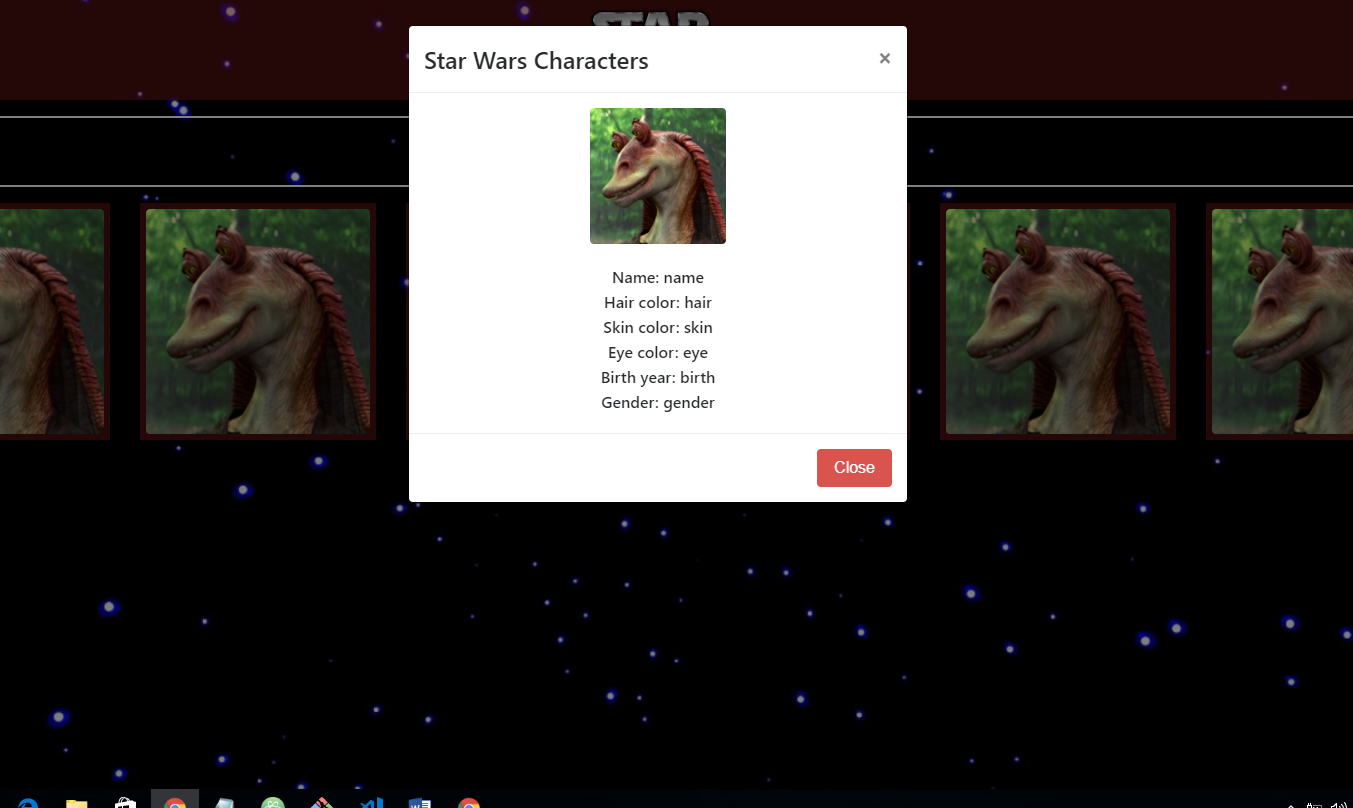 STAR
Star Wars Characters
×
Name: name
Hair color: hair
Skin color: skin
Eye color: eye
Birth year: birth
Gender: gender
Close